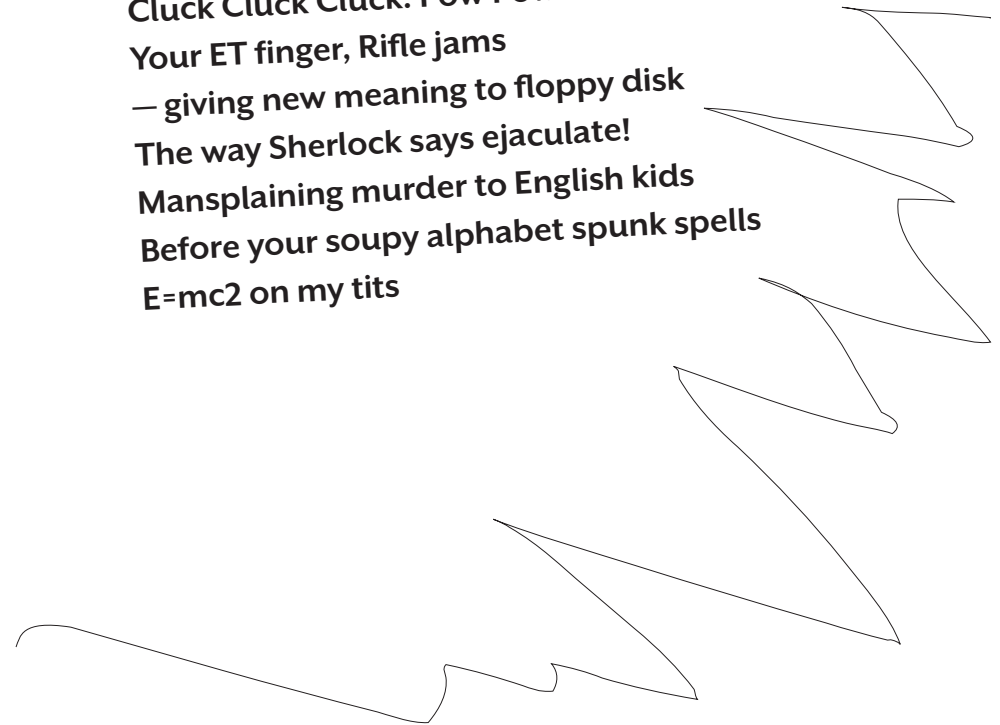 Cluck Cluck Cluck!
Your ET finger, Rifle jams
— giving new meaning to floppy disk
The way Sherlock says ejaculate!
Mansplaining murder to English kids
Before your soupy alphabet spunk spells
E=mc2 on my tits